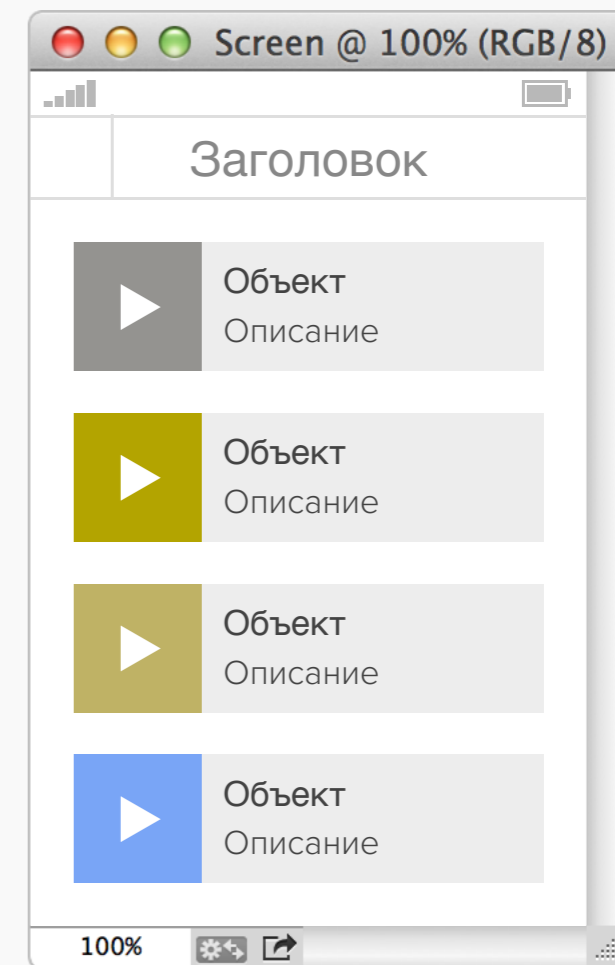 Screen @ 100% (RGB/8)
Заголовок
Объект
Описание
Объект
Описание
Объект
Описание
Объект
Описание
100%